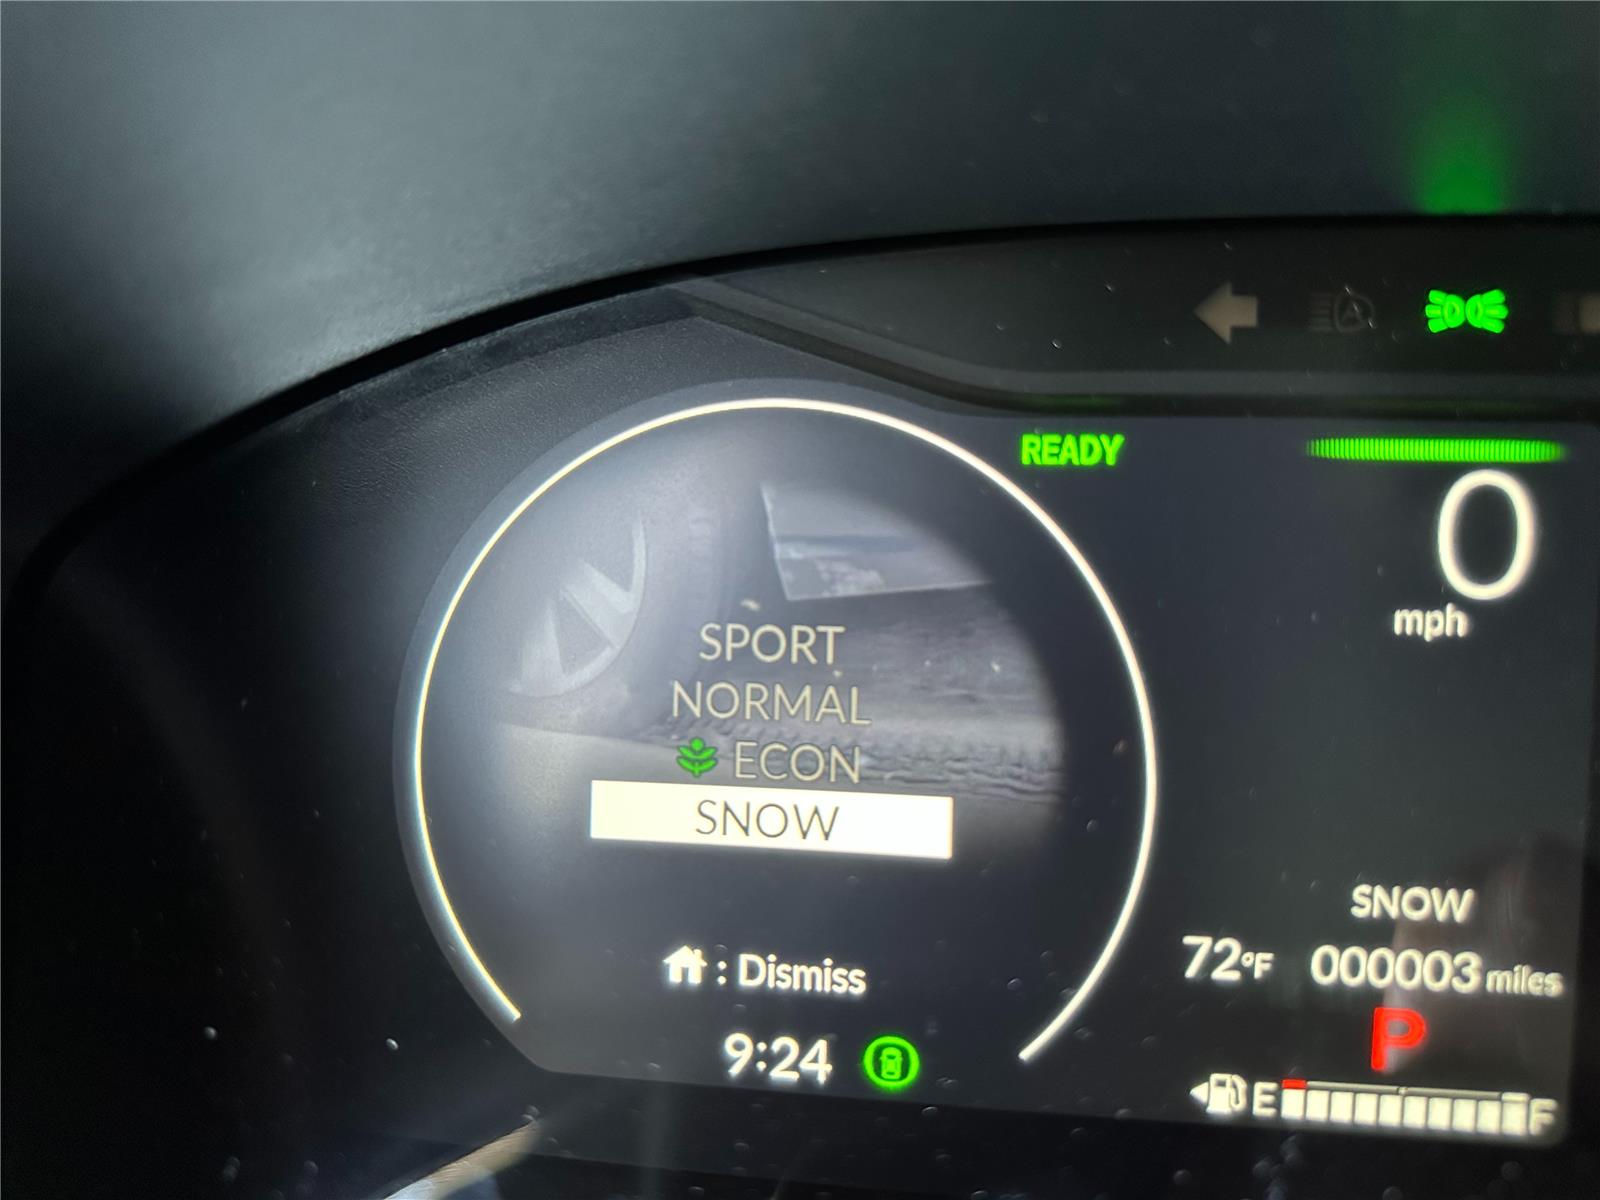 READY
0
mph
SPORT
NORMAL
ECON
SNOW
: Dismiss
9:24
SNOW
72°F 000003 miles
P
E F